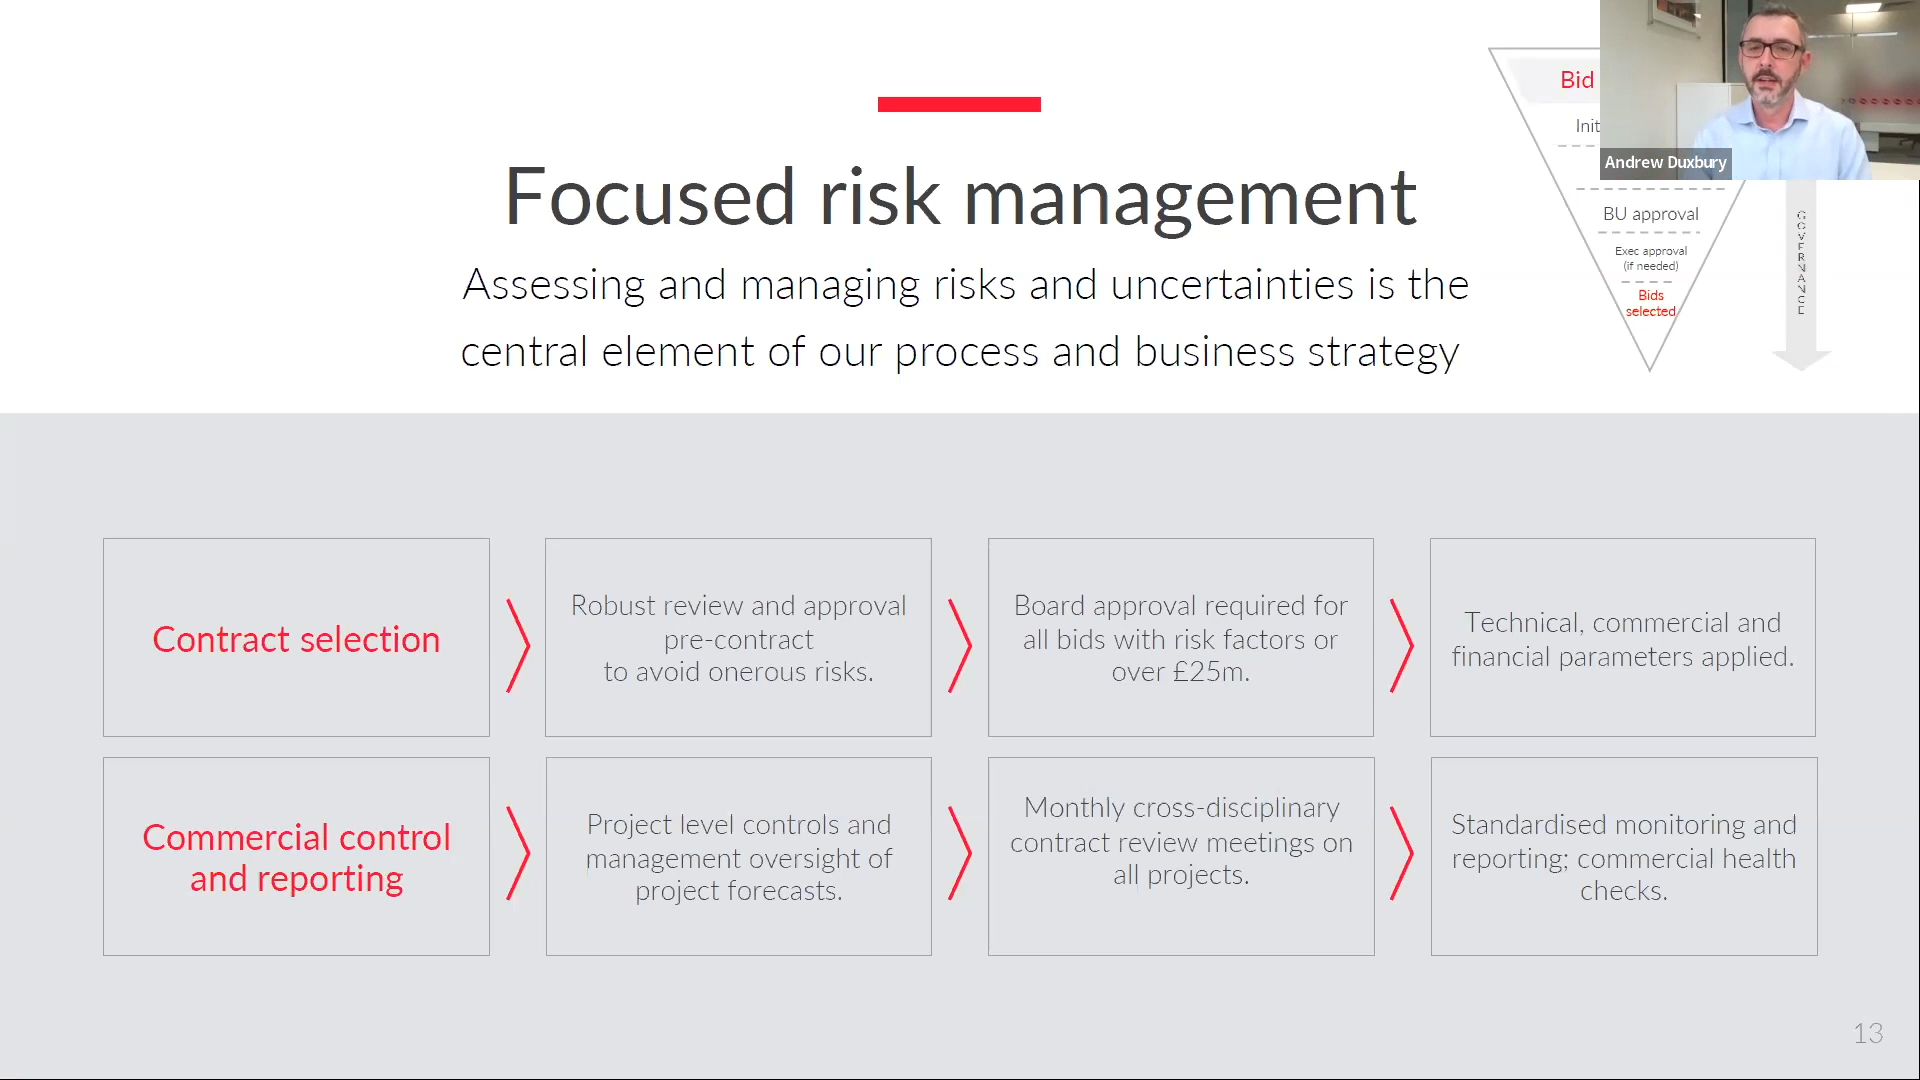 Focused risk management
Assessing and managing risks and uncertainties is the
central element of our process and business strategy
Bid
Init
BU approval
Exec approval
(if needed)
Bids
selected
GOVERNANCE
Andrew Duxbury
Contract selection
Robust review and approval
pre-contract
to avoid onerous risks.
Board approval required for
all bids with risk factors or
over £25m.
Technical, commercial and
financial parameters applied.
Commercial control
and reporting
Project level controls and
management oversight of
project forecasts.
Monthly cross-disciplinary
contract review meetings on
all projects.
Standardised monitoring and
reporting; commercial health
checks.
13